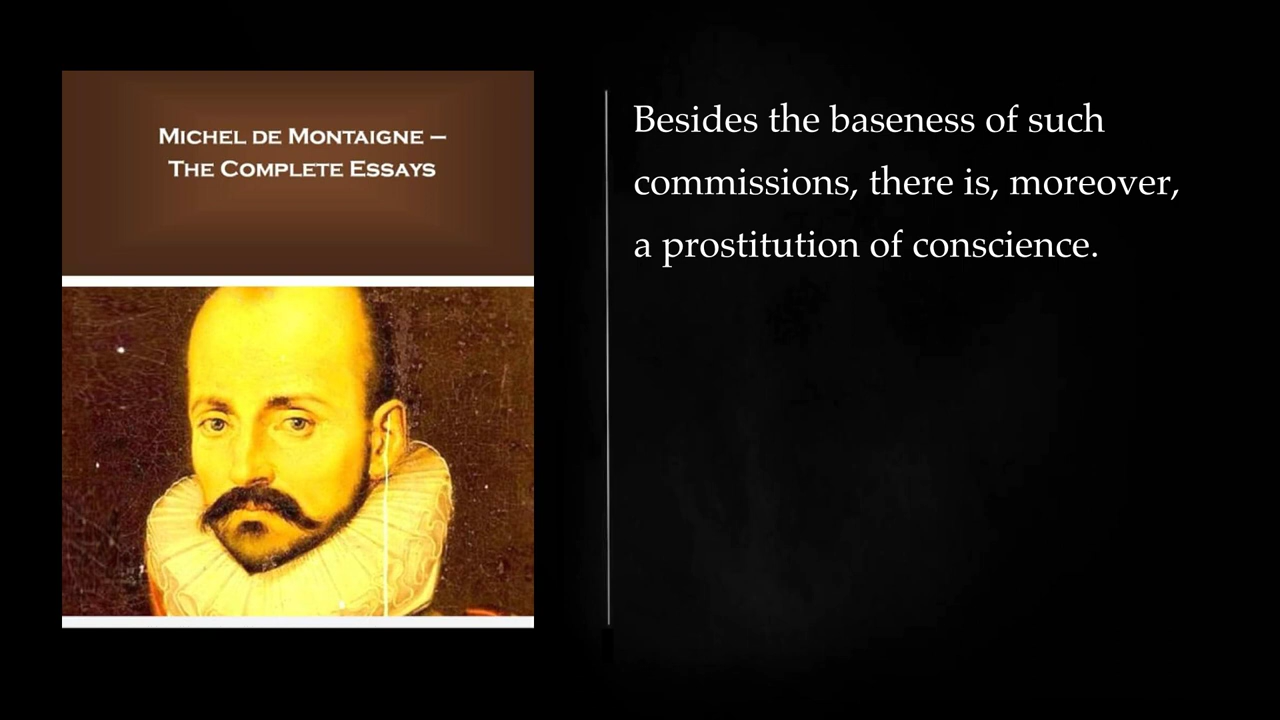 MICHEL DE MONTAIGNE –
THE COMPLETE ESSAYS
Besides the baseness of such
commissions, there is, moreover,
a prostitution of conscience.